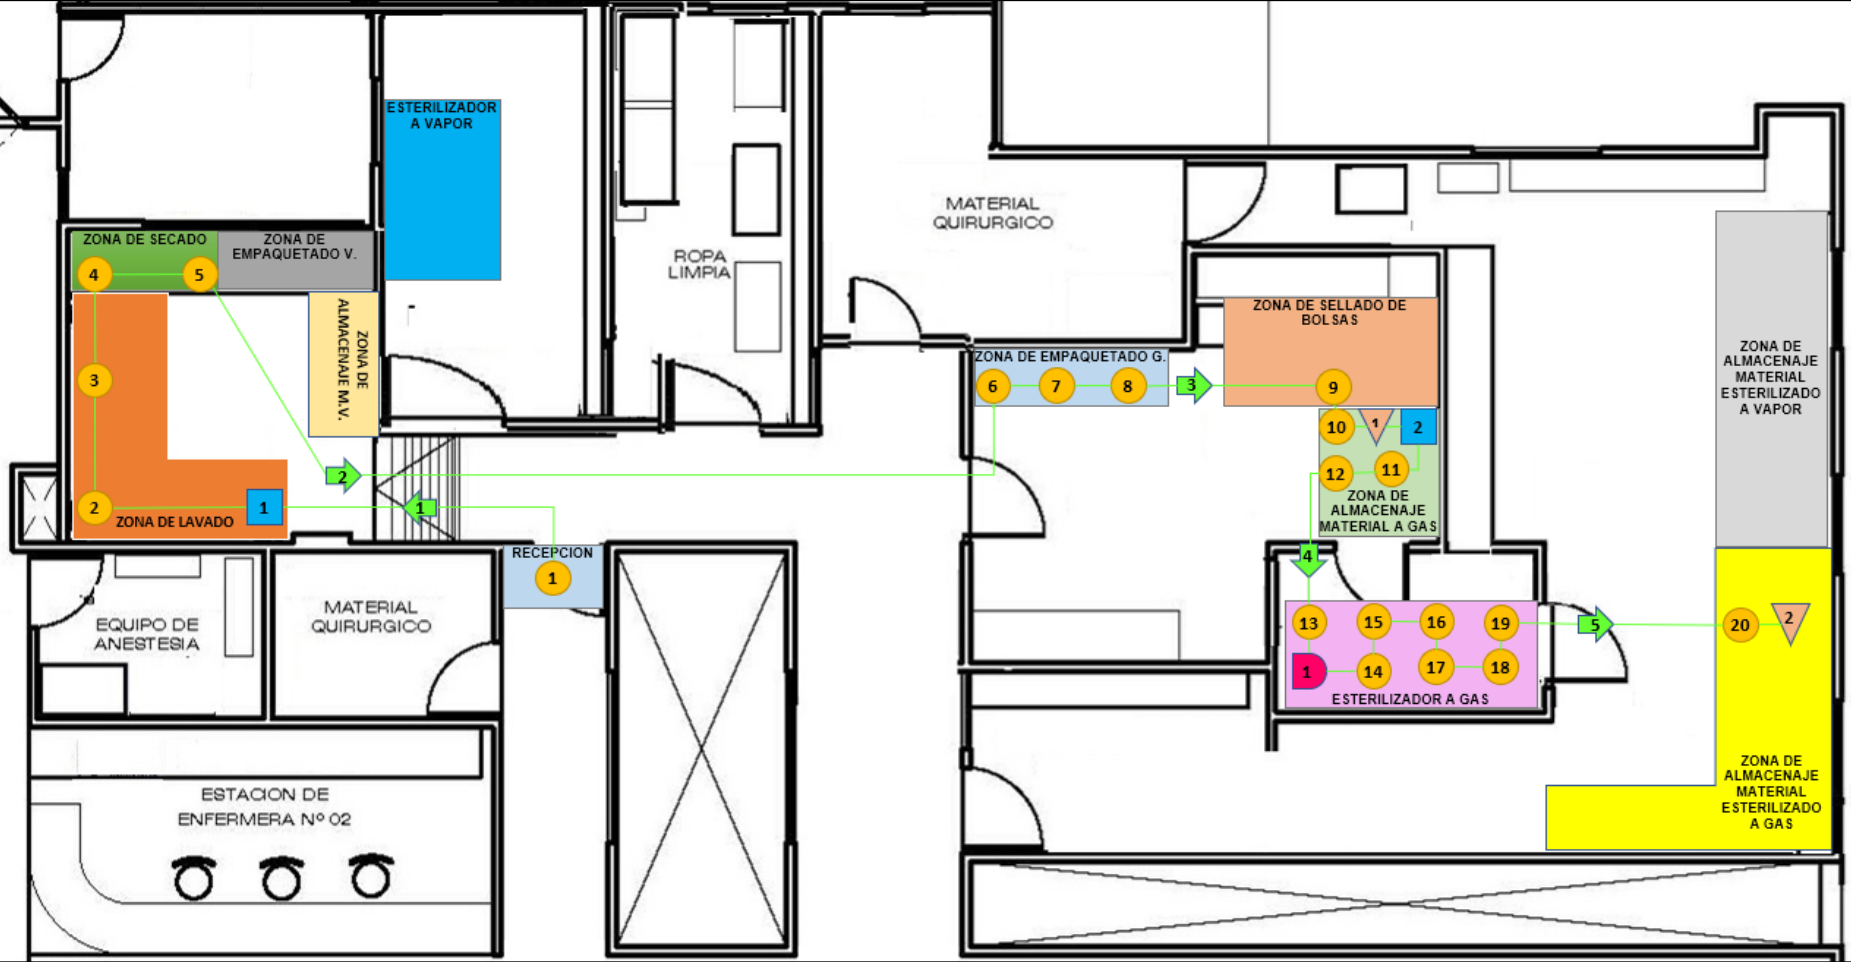 ESTERILIZADOR
A VAPOR
MATERIAL
QUIRURGICO
ROPA
LIMPIA
ZONA DE SECADO
4
5
ZONA DE
EMPAQUETADO V.
ZONA DE
ALMACENAJE M.V.
3
2
1
ZONA DE LAVADO
2
1
RECEPCION
1
ZONA DE EMPAQUETADO G.
6
7
8
3
ZONA DE SELLADO DE
BOLSAS
9
10
1
2
12
11
ZONA DE
ALMACENAJE
MATERIAL A GAS
4
13
15
16
19
1
14
17
18
ESTERILIZADOR A GAS
5
20
2
ZONA DE
ALMACENAJE
MATERIAL
ESTERILIZADO
A VAPOR
ZONA DE
ALMACENAJE
MATERIAL
ESTERILIZADO
A GAS
EQUIPO DE
ANESTESIA
MATERIAL
QUIRURGICO
ESTACION DE
ENFERMERA Nº 02